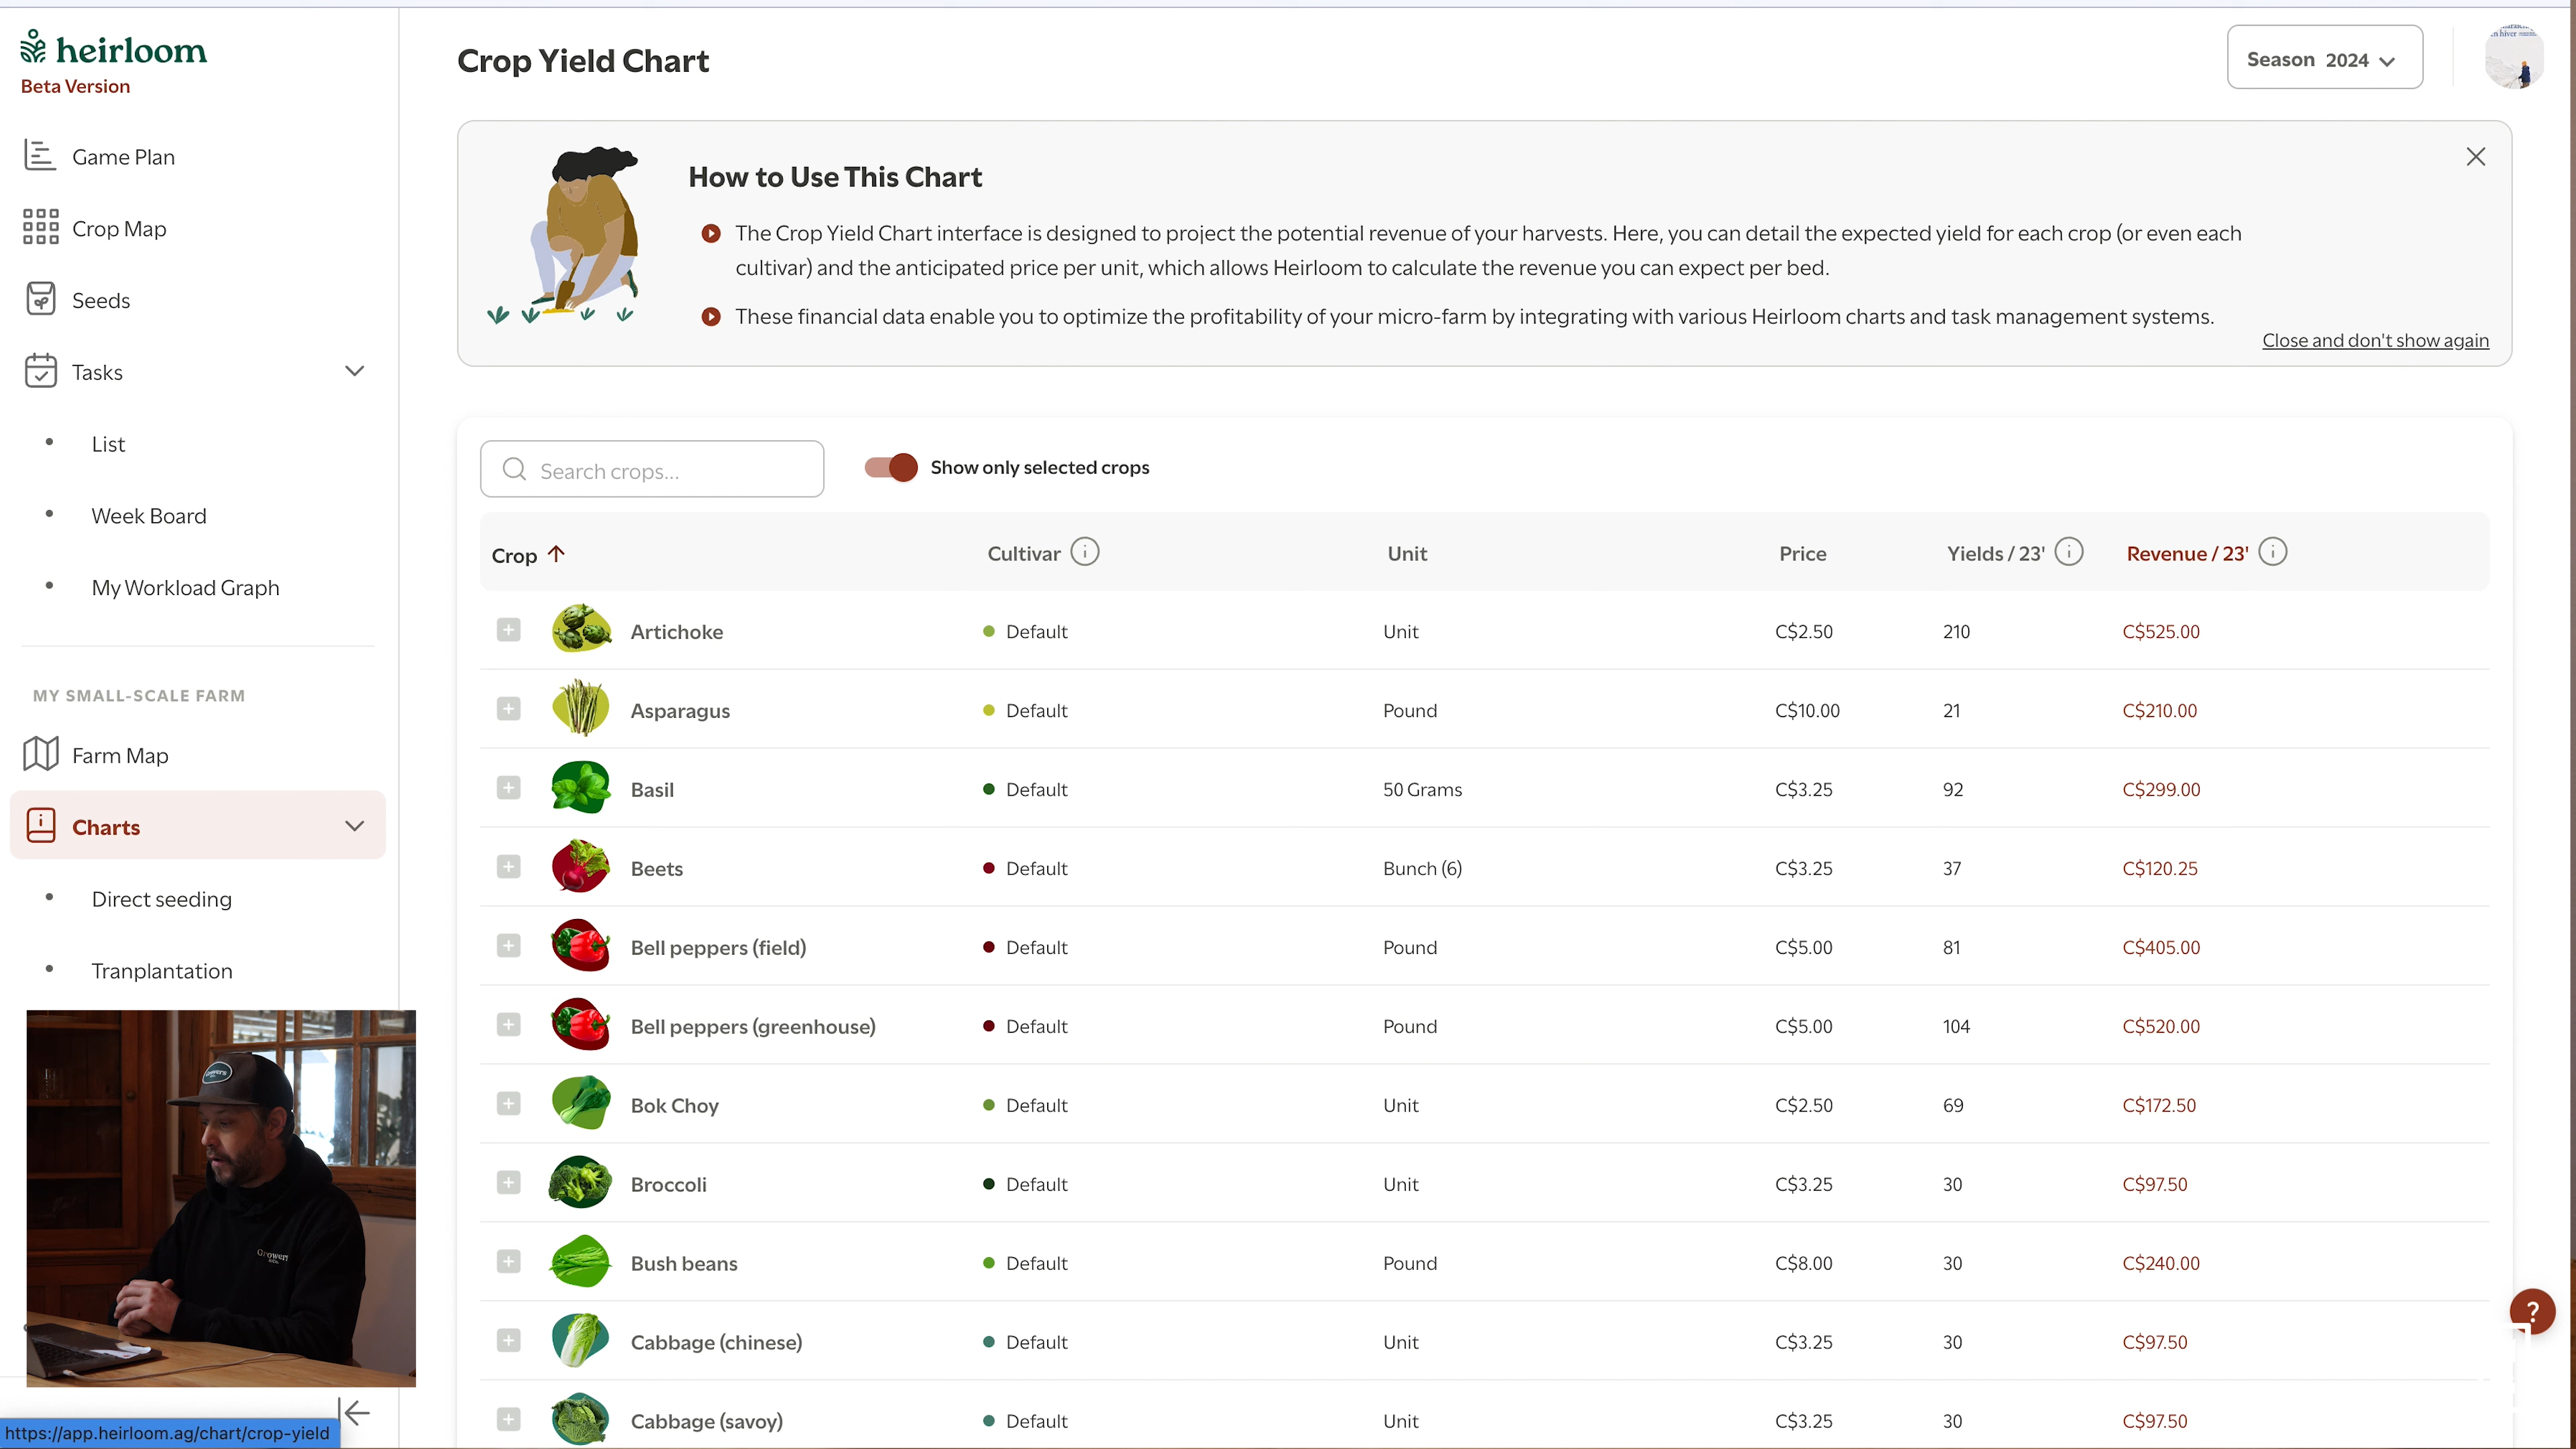 heirloom
Beta Version
Game Plan
Crop Map
Seeds
Tasks
List
Week Board
My Workload Graph
MY SMALL-SCALE FARM
Farm Map
Charts
Direct seeding
Tranplantation
https://app.heirloom.ag/chart/crop-yield
Crop Yield Chart
Season 2024
How to Use This Chart
The Crop Yield Chart interface is designed to project the potential revenue of your harvests. Here, you can detail the expected yield for each crop (or even each
cultivar) and the anticipated price per unit, which allows Heirloom to calculate the revenue you can expect per bed.
These financial data enable you to optimize the profitability of your micro-farm by integrating with various Heirloom charts and task management systems.
Close and don't show again
Search crops...
Show only selected crops
Crop Cultivar Unit Price Yields / 23' Revenue / 23'
Artichoke Default Unit C$2.50 210 C$525.00
Asparagus Default Pound C$10.00 21 C$210.00
Basil Default 50 Grams C$3.25 92 C$299.00
Beets Default Bunch (6) C$3.25 37 C$120.25
Bell peppers (field) Default Pound C$5.00 81 C$405.00
Bell peppers (greenhouse) Default Pound C$5.00 104 C$520.00
Bok Choy Default Unit C$2.50 69 C$172.50
Broccoli Default Unit C$3.25 30 C$97.50
Bush beans Default Pound C$8.00 30 C$240.00
Cabbage (chinese) Default Unit C$3.25 30 C$97.50
Cabbage (savoy) Default Unit C$3.25 30 C$97.50
?